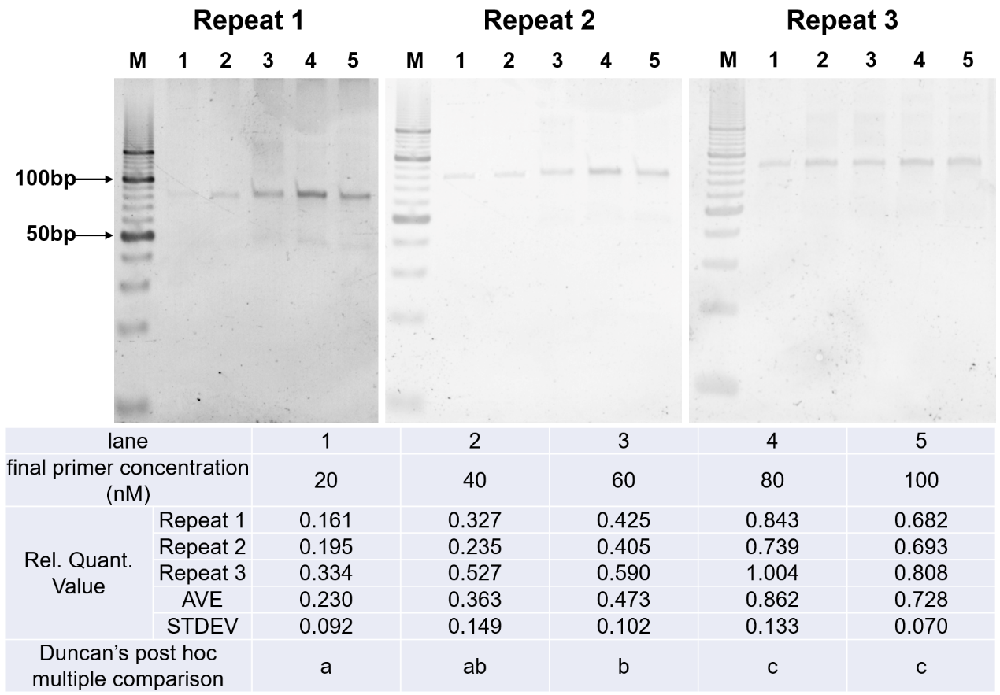 Repeat 1 Repeat 2 Repeat 3
M 1 2 3 4 5 M 1 2 3 4 5 M 1 2 3 4 5
100bp
50bp
lane 1 2 3 4 5
final primer concentration
(nM) 20 40 60 80 100
Rel. Quant.
Value
Repeat 1 0.161 0.327 0.425 0.843 0.682
Repeat 2 0.195 0.235 0.405 0.739 0.693
Repeat 3 0.334 0.527 0.590 1.004 0.808
AVE 0.230 0.363 0.473 0.862 0.728
STDEV 0.092 0.149 0.102 0.133 0.070
Duncan’s post hoc
multiple comparison a ab b c c